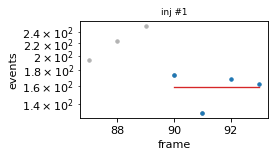 inj #1
2.4 × 10²
2.2 × 10²
2 × 10²
1.8 × 10²
1.6 × 10²
1.4 × 10²
events
88 90 92
frame